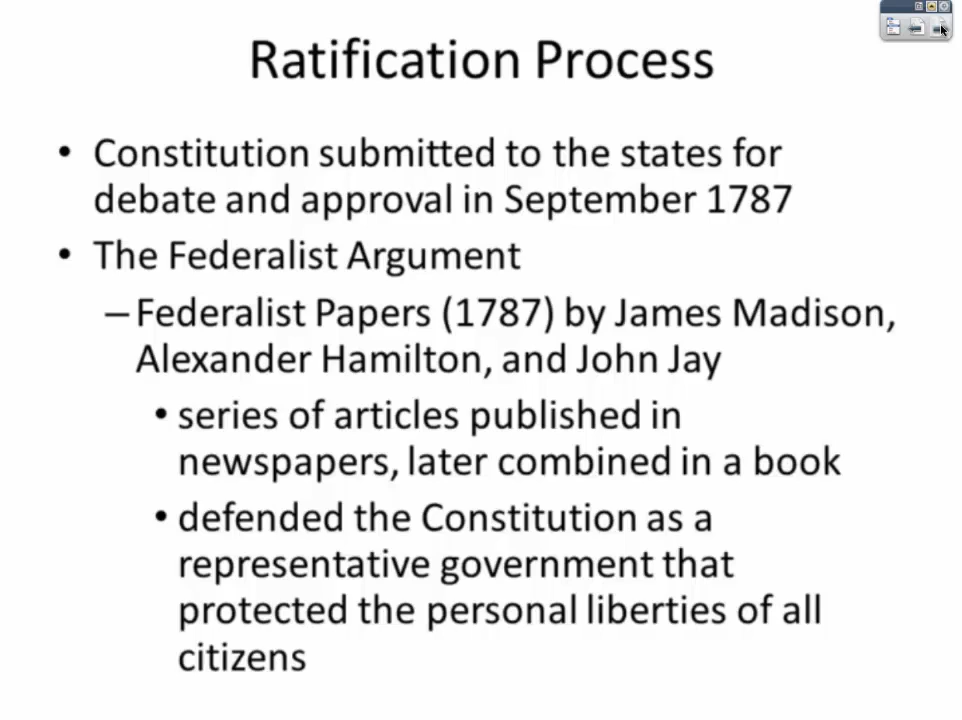 Ratification Process
• Constitution submitted to the states for
debate and approval in September 1787
• The Federalist Argument
– Federalist Papers (1787) by James Madison,
Alexander Hamilton, and John Jay
• series of articles published in
newspapers, later combined in a book
• defended the Constitution as a
representative government that
protected the personal liberties of all
citizens